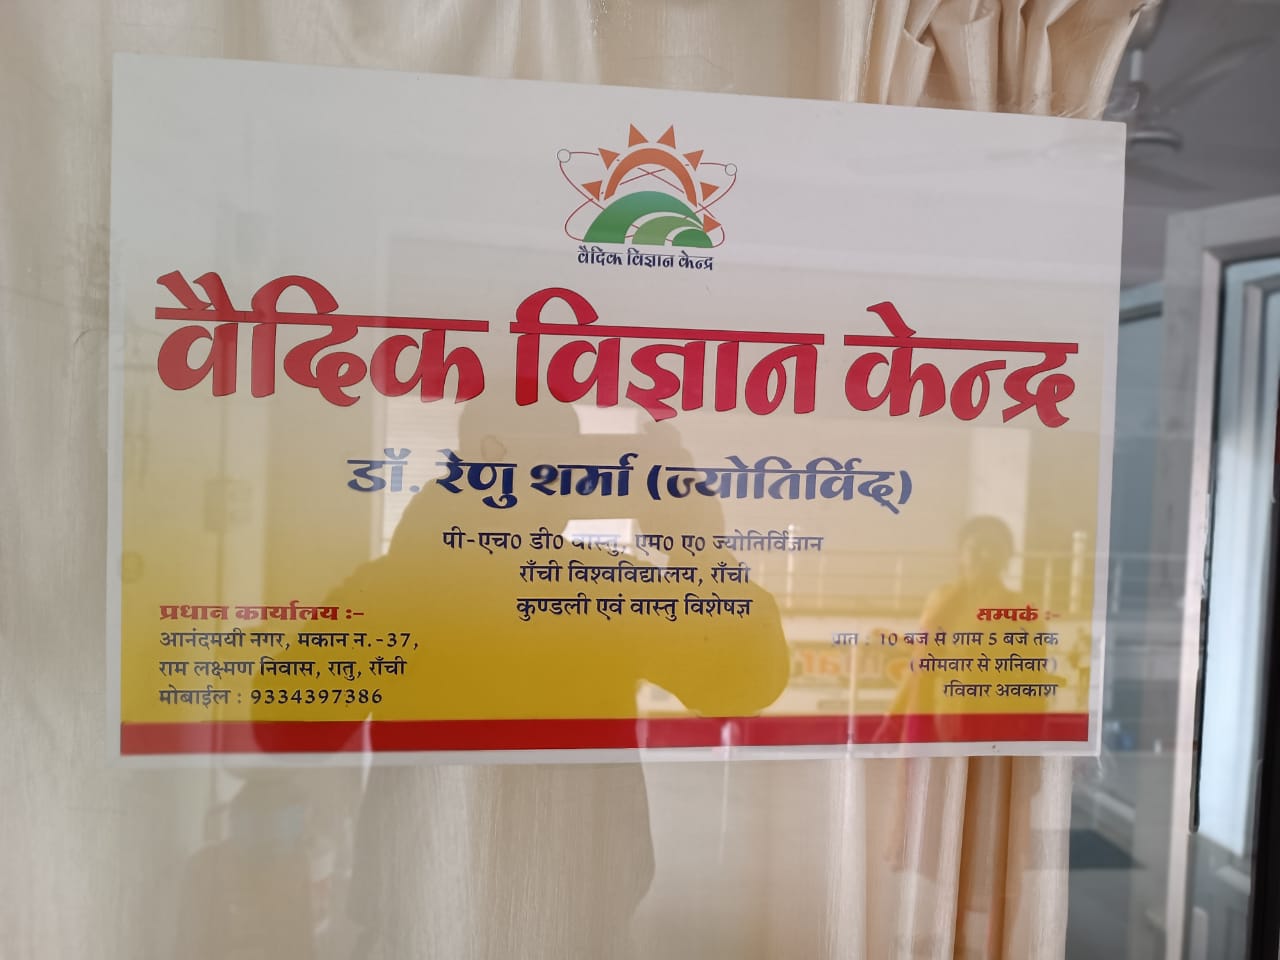 वैदिक विज्ञान केन्द्र
वैदिक विज्ञान केन्द्र
डॉ. रेणु शर्मा (ज्योतिर्विद्)
पी-एच० डी० वास्तु, एम० ए० ज्योतिर्विज्ञान
राँची विश्वविद्यालय, राँची
कुण्डली एवं वास्तु विशेषज्ञ
प्रधान कार्यालय :-
आनंदमयी नगर, मकान न.-37,
राम लक्ष्मण निवास, रातु, राँची
मोबाईल : 9334397386
सम्पर्क :-
प्रात : 10 बजे से शाम 5 बजे तक
(सोमवार से शनिवार)
रविवार अवकाश